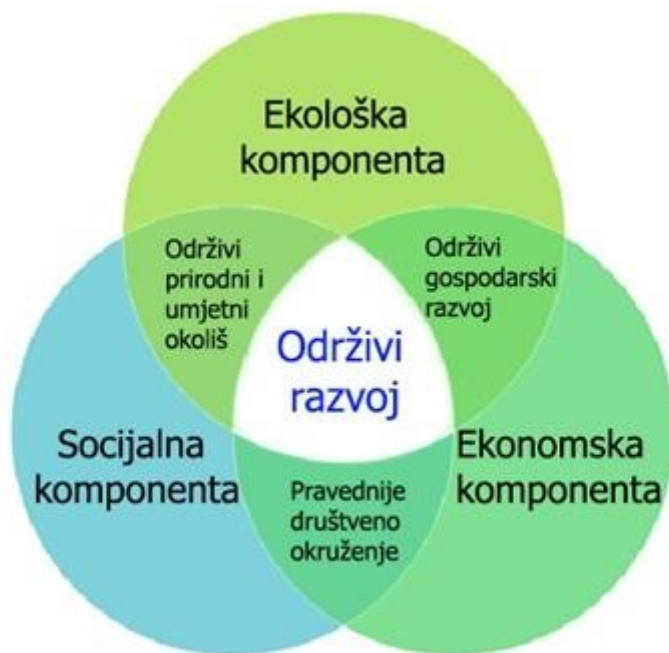 Ekološka
komponenta
Održivi
prirodni i
umjetni
okoliš
Održivi
gospodarski
razvoj
Održivi
razvoj
Socijalna
komponenta
Ekonomska
komponenta
Pravednije
društveno
okruženje